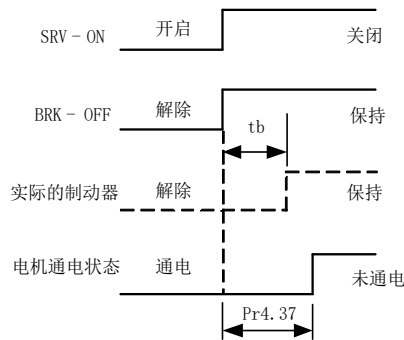 SRV－ON 开启 关闭
BRK－OFF 解除 保持
tb
实际的制动器 解除 保持
电机通电状态 通电 未通电
Pr4.37